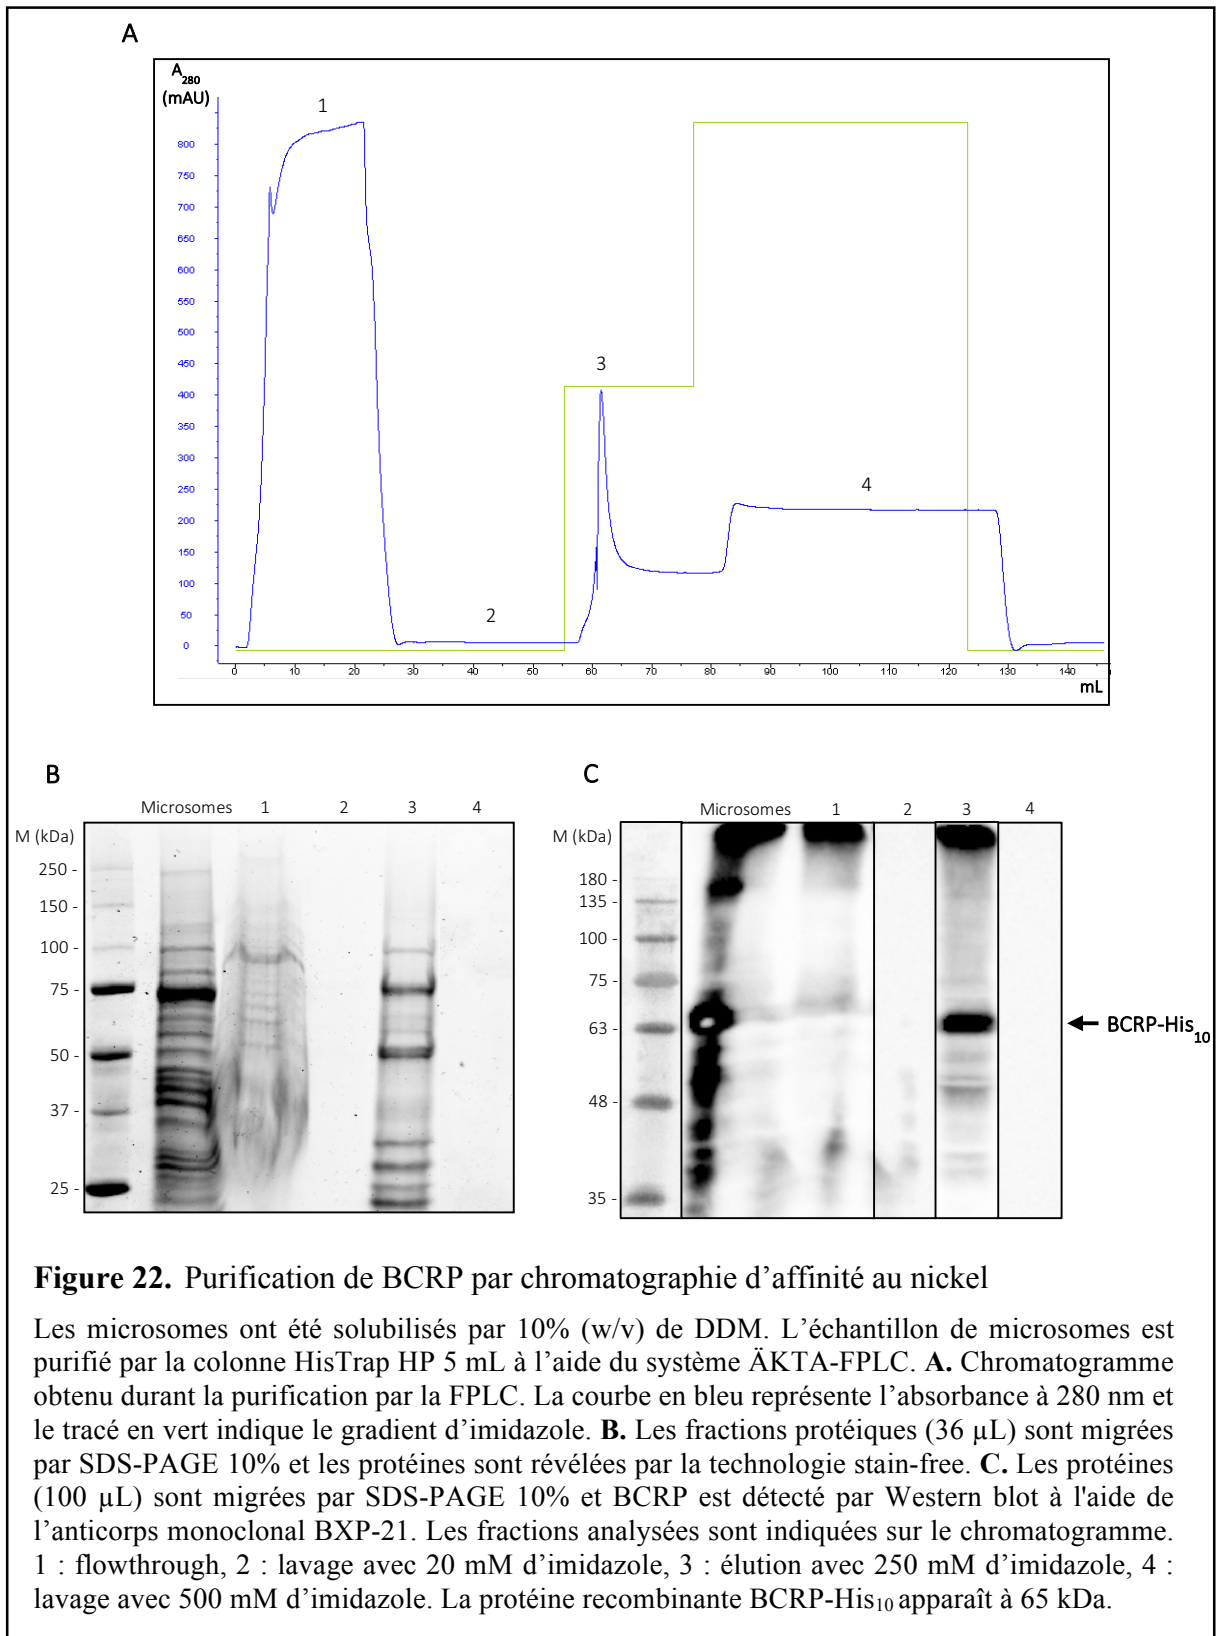 A
A280
(mAU)
1
800
750
700
650
600
550
500
450
400
350
300
250
200
150
100
50
0
3
4
2
0 10 20 30 40 50 60 70 80 90 100 110 120 130 140
mL
B
Microsomes 1 2 3 4
M (kDa)
250 -
150 -
100 -
75 -
50 -
37 -
25 -
C
Microsomes 1 2 3 4
M (kDa)
180 -
135 -
100 -
75 -
63 -
48 -
35 -
BCRP-His10
Figure 22. Purification de BCRP par chromatographie d’affinité au nickel
Les microsomes ont été solubilisés par 10% (w/v) de DDM. L’échantillon de microsomes est
purifié par la colonne HisTrap HP 5 mL à l’aide du système ÄKTA-FPLC. A. Chromatogramme
obtenu durant la purification par la FPLC. La courbe en bleu représente l’absorbance à 280 nm et
le tracé en vert indique le gradient d’imidazole. B. Les fractions protéiques (36 µL) sont migrées
par SDS-PAGE 10% et les protéines sont révélées par la technologie stain-free. C. Les protéines
(100 µL) sont migrées par SDS-PAGE 10% et BCRP est détecté par Western blot à l'aide de
l’anticorps monoclonal BXP-21. Les fractions analysées sont indiquées sur le chromatogramme.
1 : flowthrough, 2 : lavage avec 20 mM d’imidazole, 3 : élution avec 250 mM d’imidazole, 4 :
lavage avec 500 mM d’imidazole. La protéine recombinante BCRP-His10 apparaît à 65 kDa.